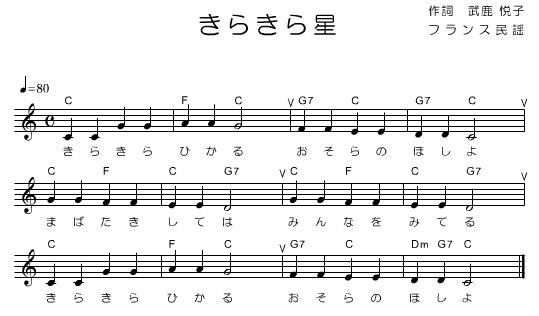 きらきら星
作詞　武鹿 悦子
フランス民謡
♩=80
C F C G7 C G7 C
きらきら ひかる おそらの ほしよ
C F C G7 C F C G7
まばたき しては みんなを みてる
C F C G7 C Dm G7 C
きらきら ひかる おそらの ほしよ